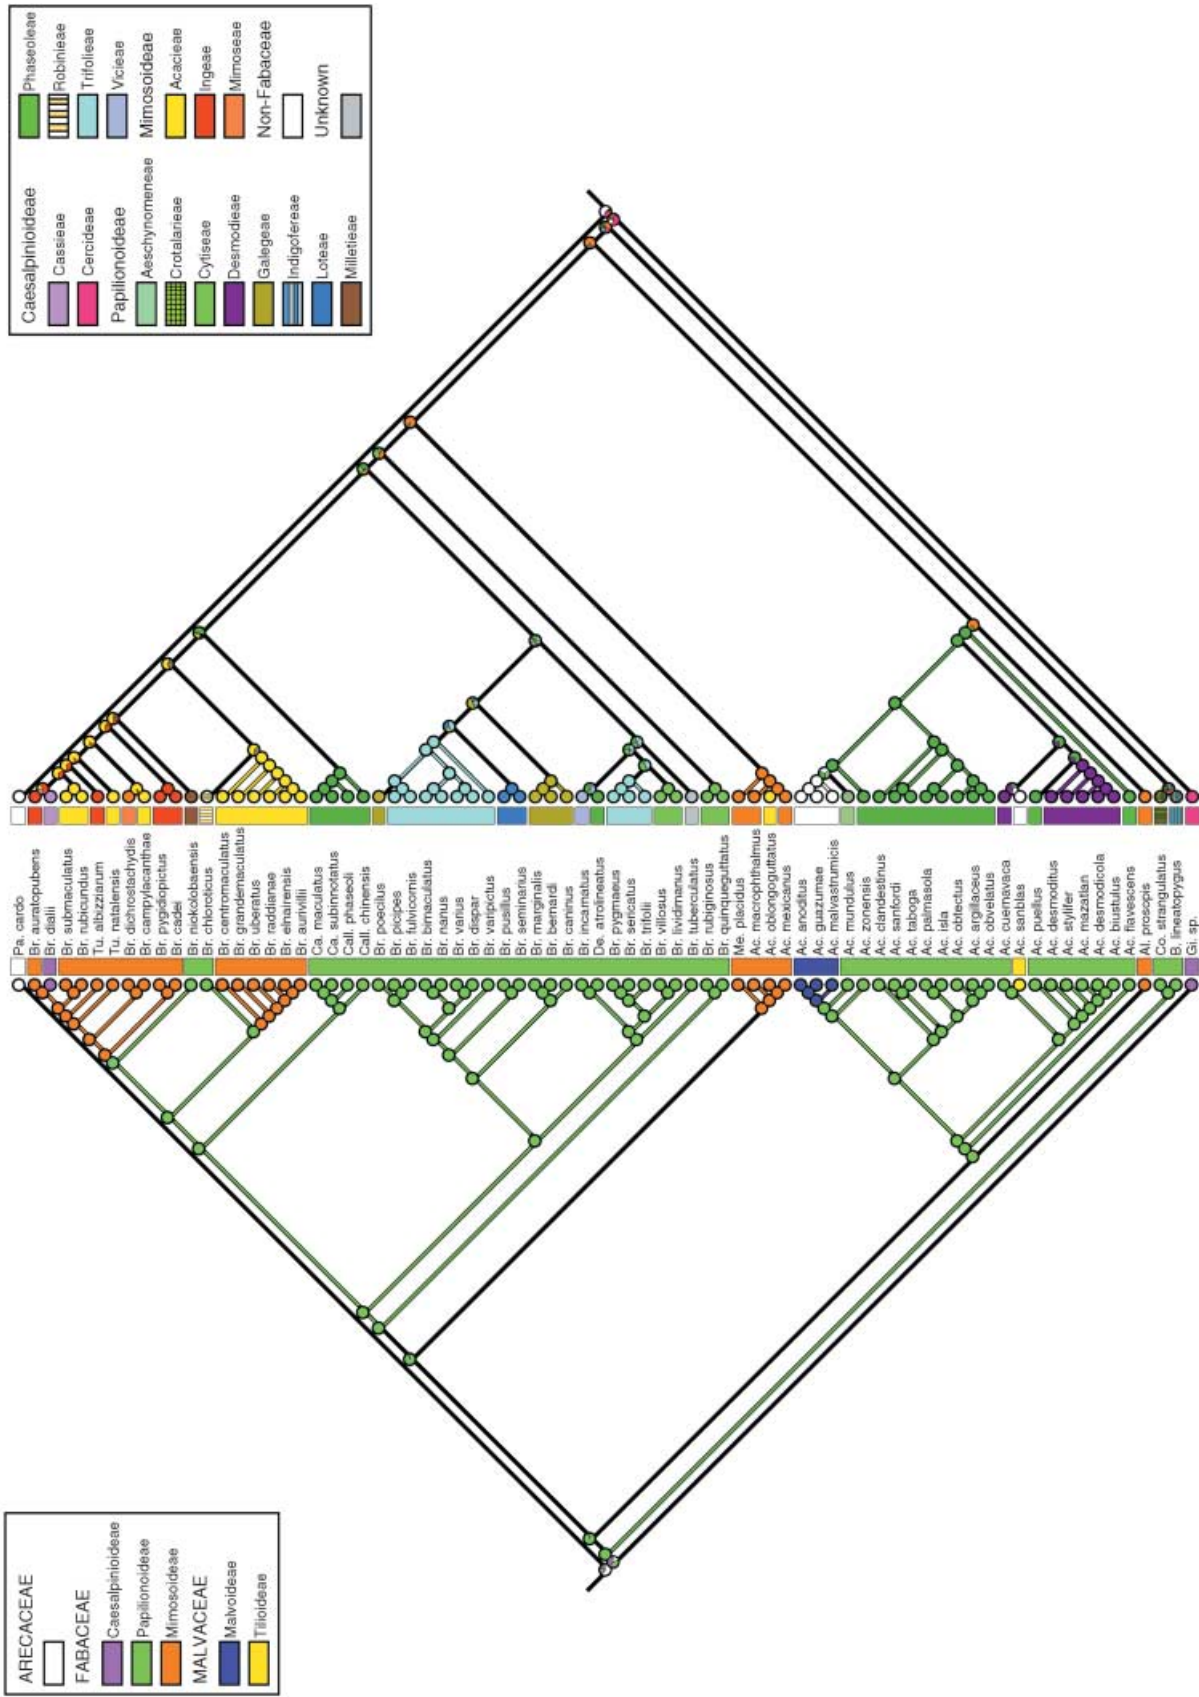 ARECACEAE
FABACEAE
Caesalpinioideae
Papilionoideae
Mimosoideae
MALVACEAE
Malvoideae
Tilioideae
Pa. cardo
Br. auratopubens
Br. dialii
Br. submaculatus
Br. rubicundus
Tu. albizziarum
Tu. natalensis
Br. dichrostachydis
Br. campylacanthae
Br. pygidiopictus
Br. cadei
Br. niokolobaensis
Br. chloroticus
Br. centromaculatus
Br. grandemaculatus
Br. uberatus
Br. raddianae
Br. elnairensis
Br. aurivillii
Ca. maculatus
Ca. subinnotatus
Call. phaseoli
Call. chinensis
Br. poecilus
Br. picipes
Br. fulvicornis
Br. bimaculatus
Br. nanus
Br. varius
Br. dispar
Br. varipictus
Br. pusillus
Br. seminarius
Br. marginalis
Br. bernardi
Br. caninus
Br. incarnatus
De. atrolineatus
Br. pygmaeus
Br. sericatus
Br. trifolii
Br. villosus
Br. lividimanus
Br. tuberculatus
Br. rubiginosus
Br. quinqueguttatus
Me. placidus
Ac. macrophthalmus
Ac. oblongoguttatus
Ac. mexicanus
Ac. anoditus
Ac. guazumae
Ac. malvastrumicis
Ac. mundulus
Ac. zonensis
Ac. clandestinus
Ac. sanfordi
Ac. taboga
Ac. palmasola
Ac. isla
Ac. obtectus
Ac. argillaceus
Ac. obvelatus
Ac. cuernavaca
Ac. sanblas
Ac. puellus
Ac. desmoditus
Ac. stylifer
Ac. mazatlan
Ac. desmodicola
Ac. biustulus
Ac. flavescens
Al. prosopis
Co. strangulatus
B. lineatopygus
Gi. sp.
Caesalpinioideae
Cassieae
Cercideae
Papilionoideae
Aeschynomeneae
Crotalarieae
Cytiseae
Desmodieae
Galegeae
Indigofereae
Loteae
Milletieae
Phaseoleae
Robinieae
Trifolieae
Vicieae
Mimosoideae
Acacieae
Ingeae
Mimoseae
Non-Fabaceae
Unknown